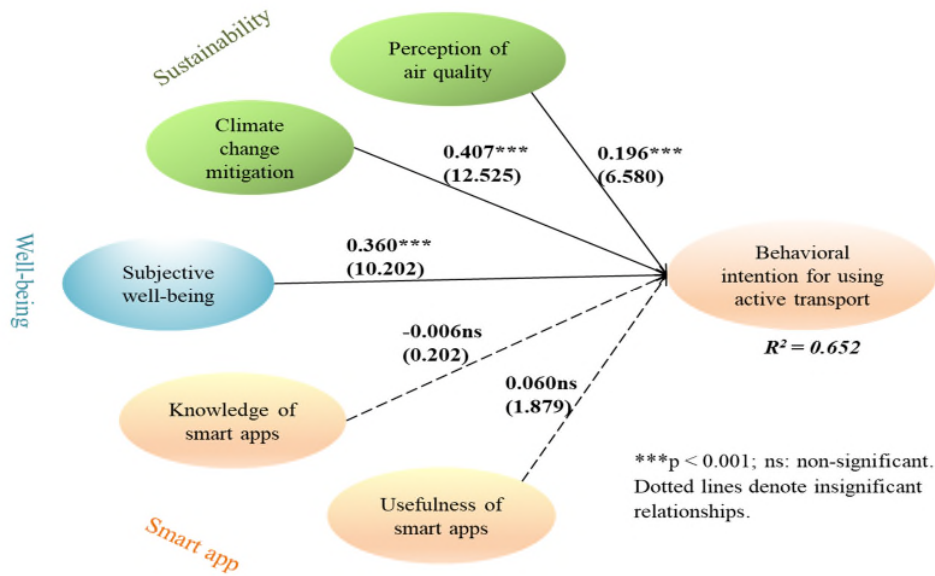 Sustainability
Perception of
air quality
Climate
change
mitigation
0.407***
(12.525)
0.196***
(6.580)
Well-being
Subjective
well-being
0.360***
(10.202)
Behavioral
intention for using
active transport
R² = 0.652
-0.006ns
(0.202)
0.060ns
(1.879)
Knowledge of
smart apps
Usefulness of
smart apps
Smart app
***p < 0.001; ns: non-significant.
Dotted lines denote insignificant
relationships.